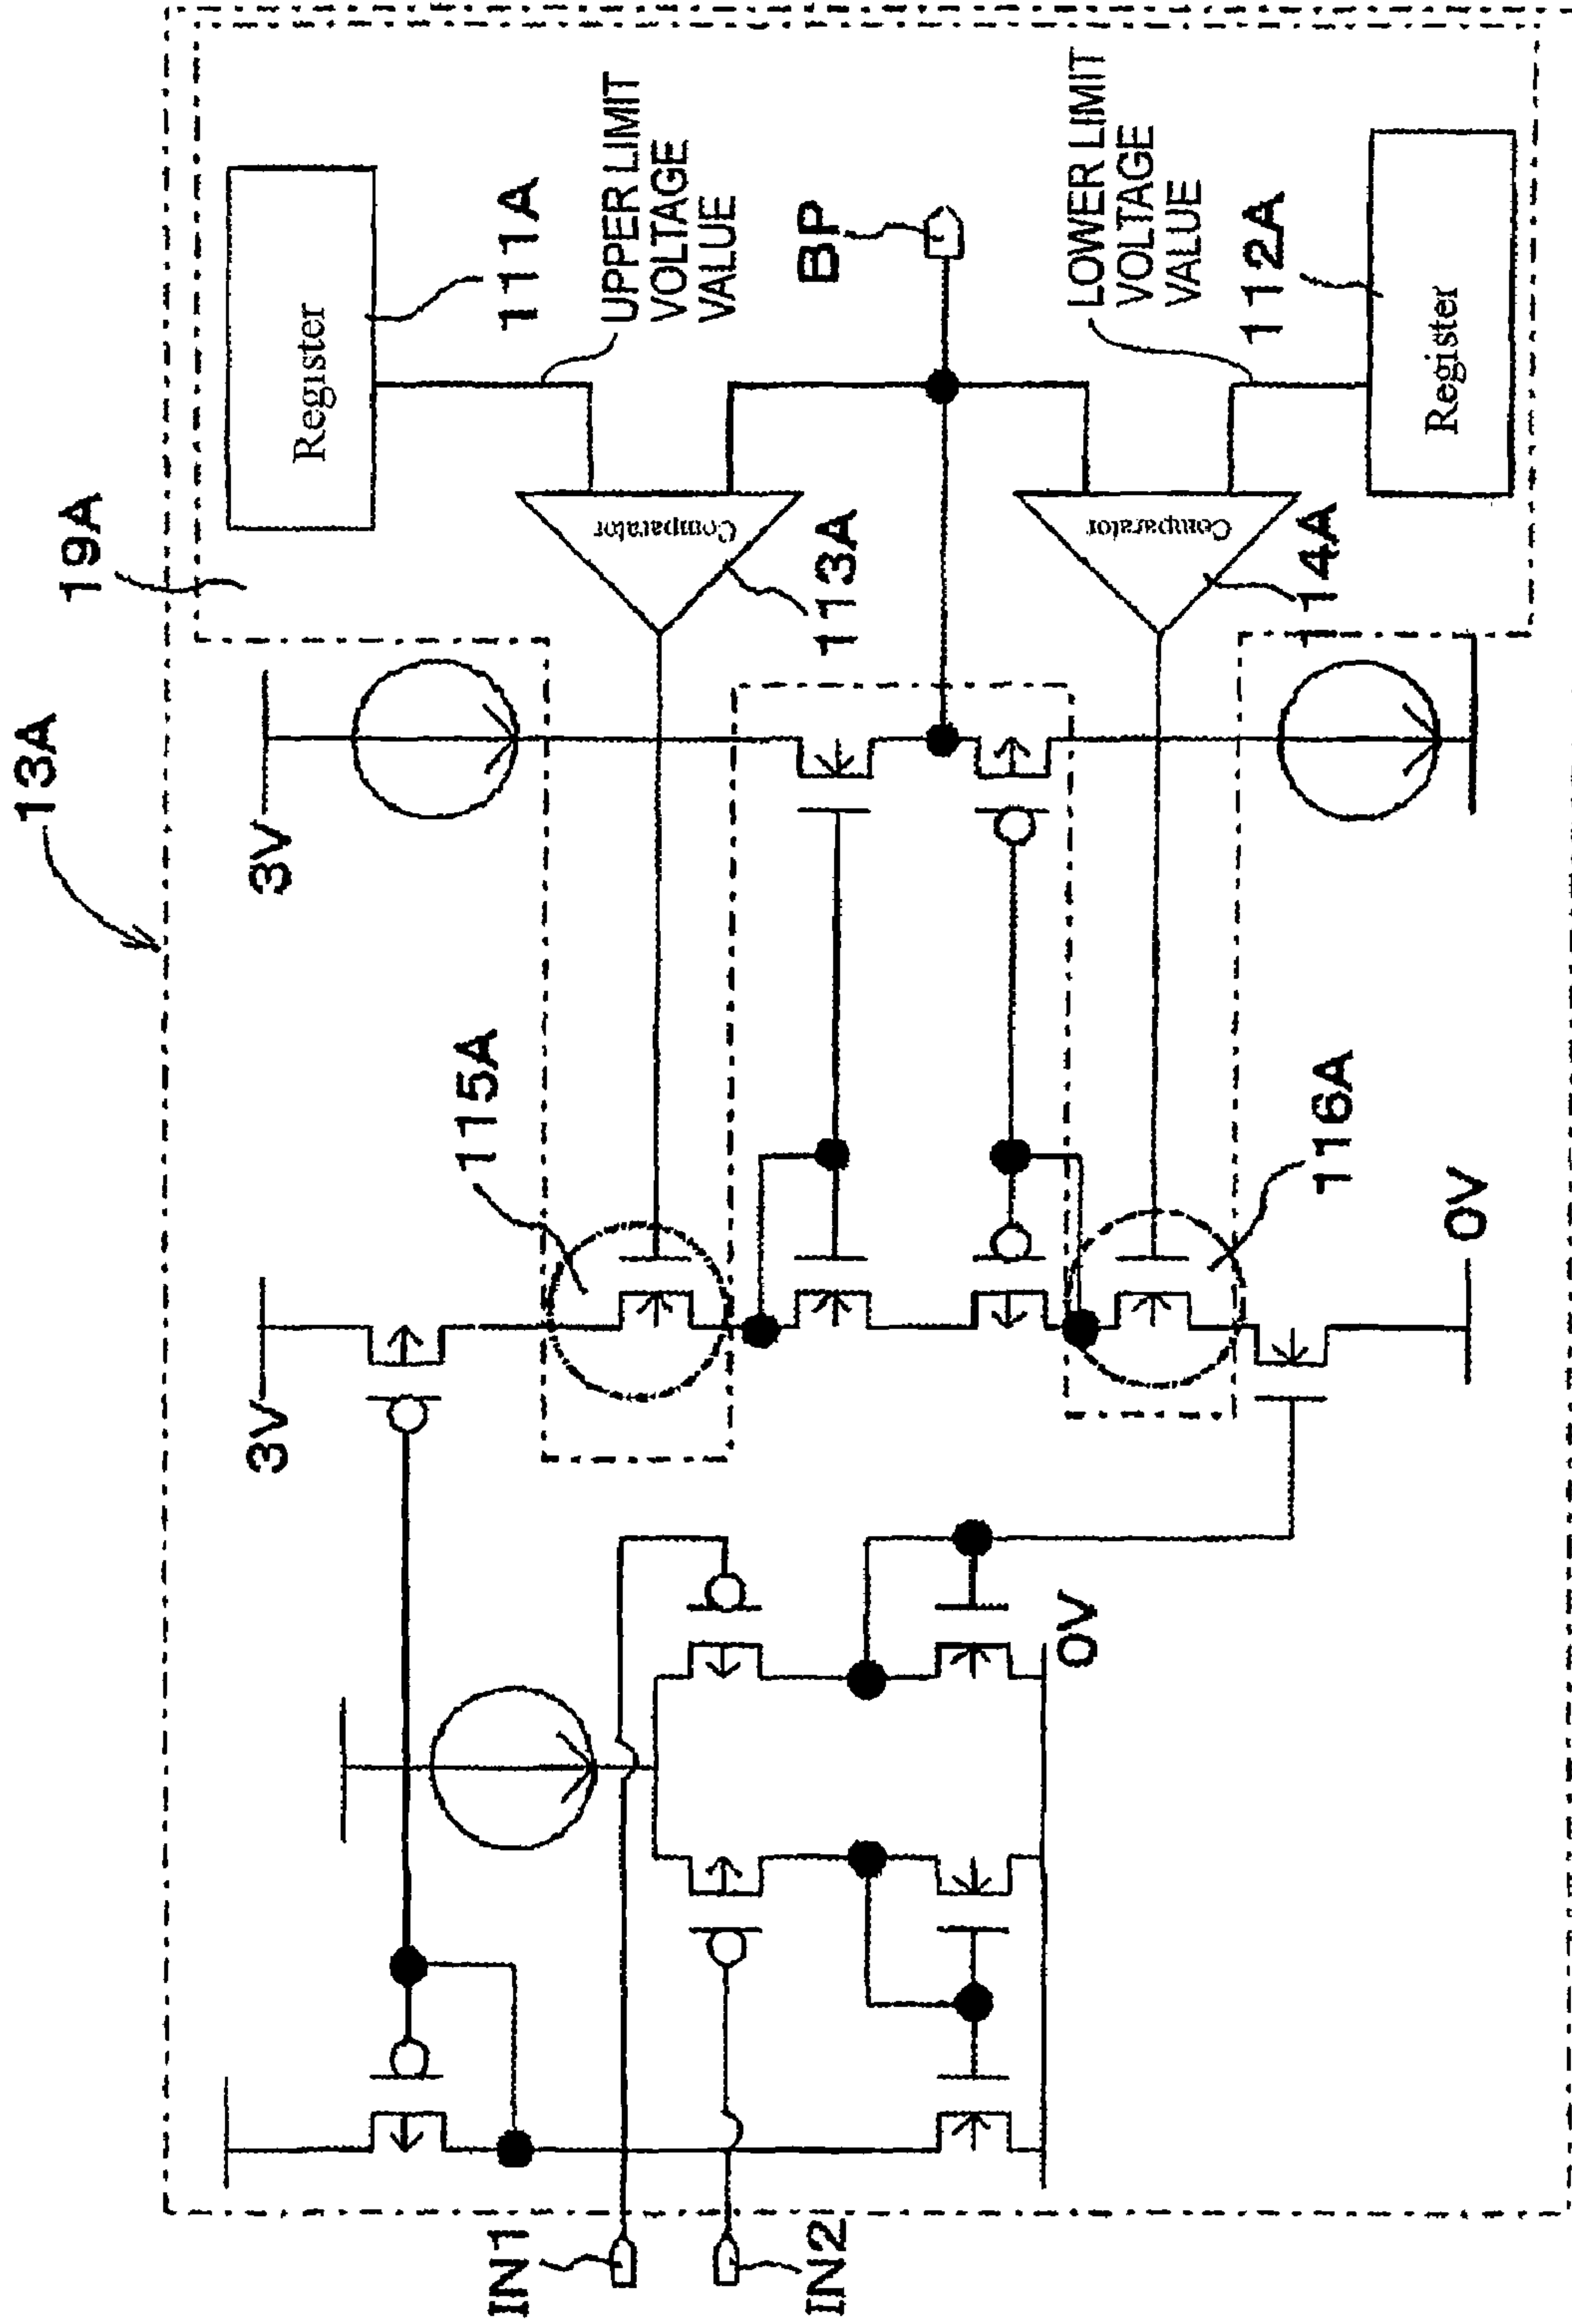 13A
19A
Register
111A
UPPER LIMIT
VOLTAGE
VALUE
3V
Comparator
113A
BP
115A
3V
LOWER LIMIT
VOLTAGE
VALUE
Comparator
114A
112A
Register
116A
0V
0V
IN1
IN2